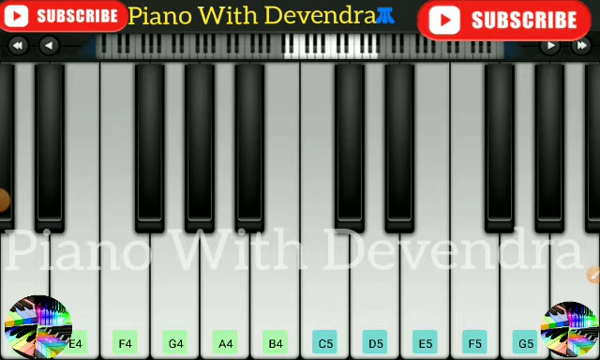 SUBSCRIBE Piano With Devendra SUBSCRIBE
Piano With Devendra
E4 F4 G4 A4 B4 C5 D5 E5 F5 G5